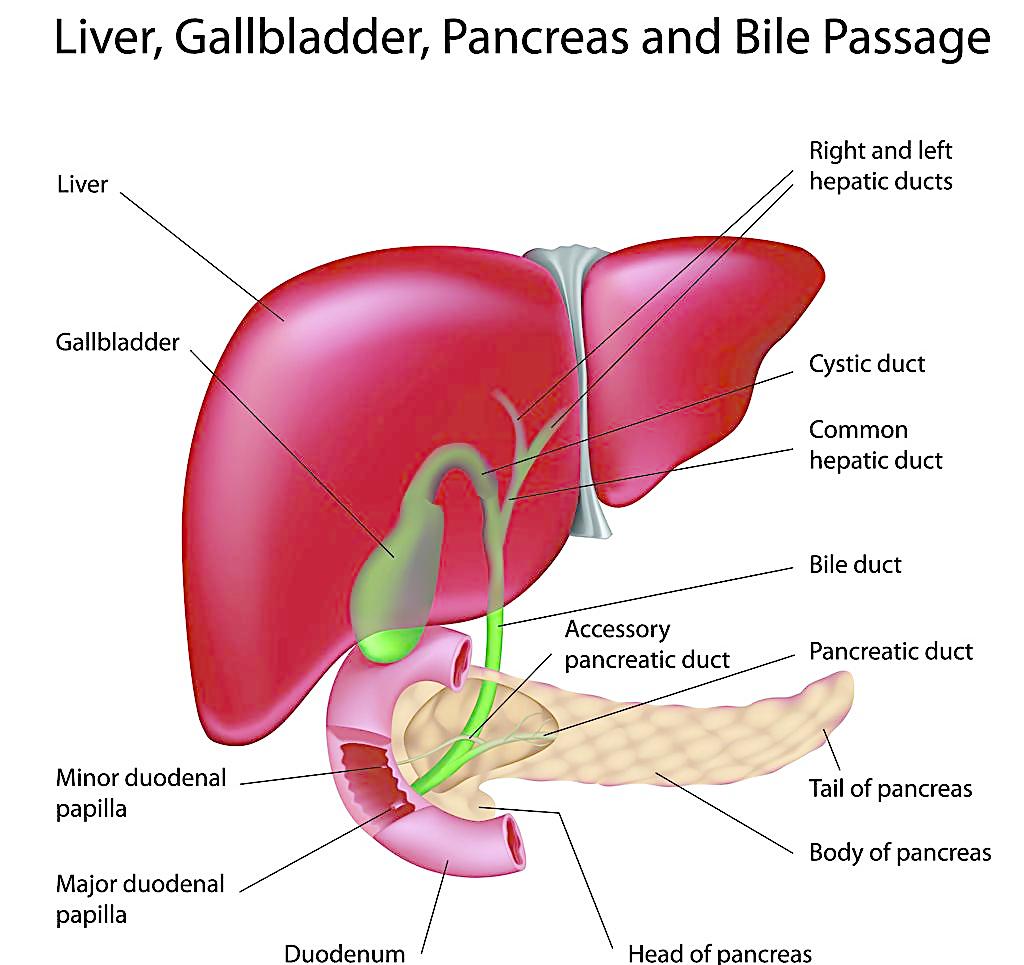 Liver, Gallbladder, Pancreas and Bile Passage
Right and left
hepatic ducts
Liver
Gallbladder
Cystic duct
Common
hepatic duct
Bile duct
Accessory
pancreatic duct
Pancreatic duct
Minor duodenal
papilla
Tail of pancreas
Body of pancreas
Major duodenal
papilla
Duodenum
Head of pancreas